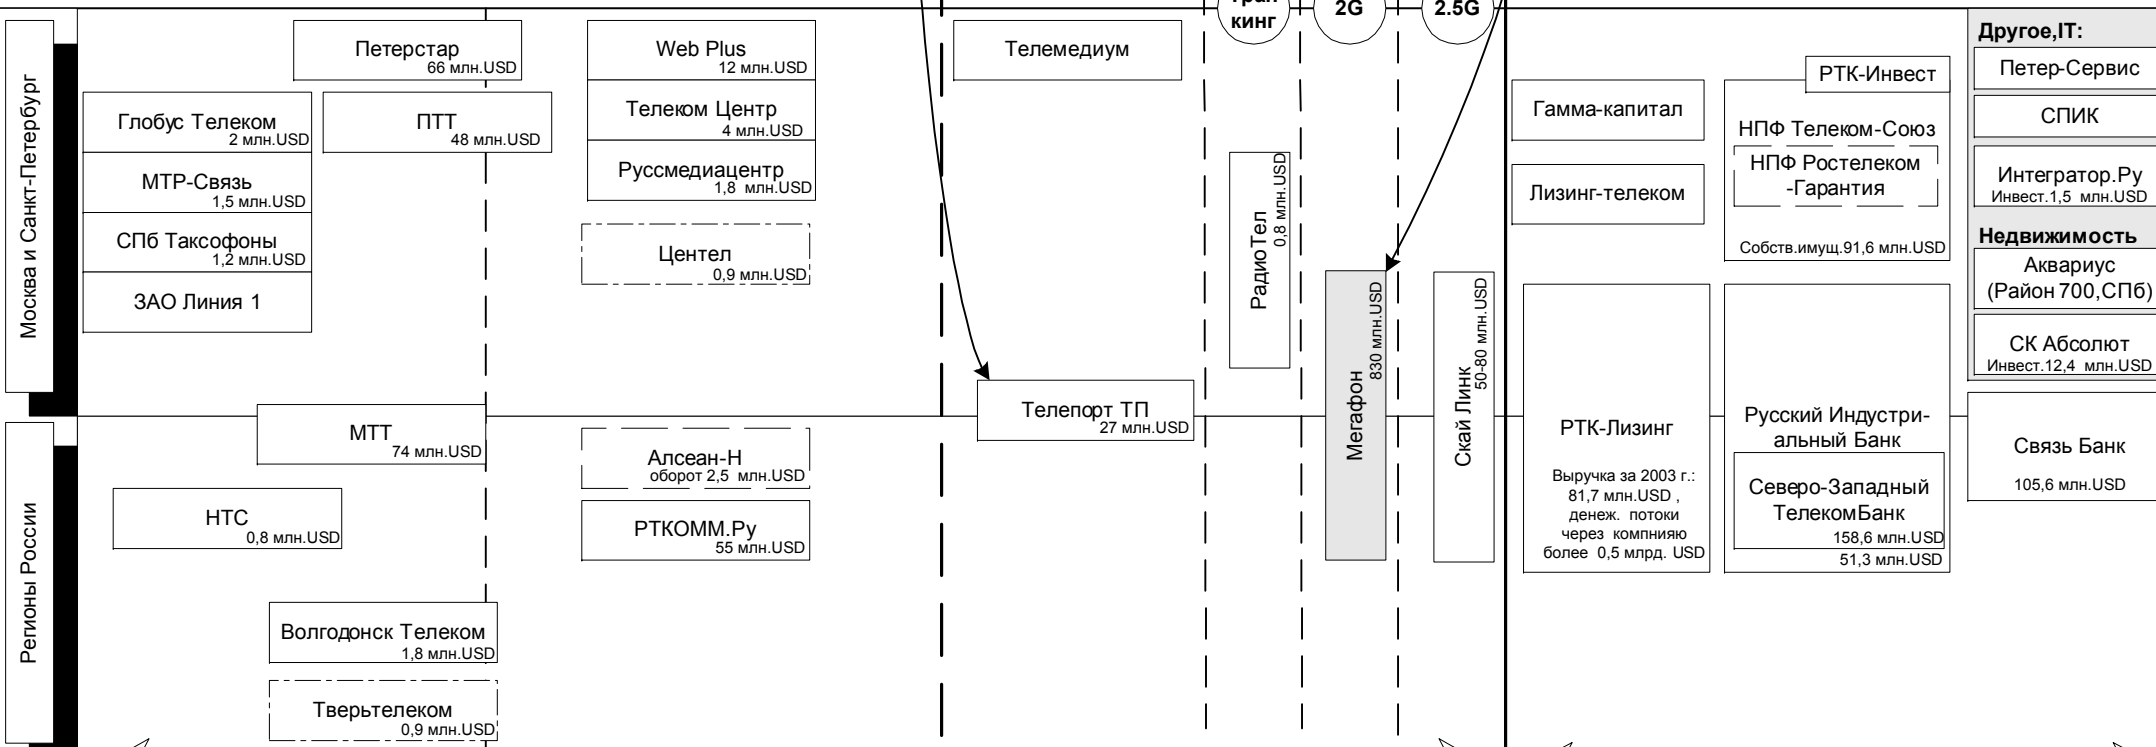 Тран-
кинг
2G
2.5G
Москва и Санкт-Петербург
Петерстар
66 млн.USD
Глобус Телеком
2 млн.USD
ПТТ
48 млн.USD
МТР-Связь
1,5 млн.USD
СПб Таксофоны
1,2 млн.USD
ЗАО Линия 1
Web Plus
12 млн.USD
Телеком Центр
4 млн.USD
Руссмедиацентр
1,8 млн.USD
Центел
0,9 млн.USD
Телемедиум
РадиоТел
0,8 млн.USD
Мегафон
830 млн.USD
Скай Линк
50-80 млн.USD
Гамма-капитал
Лизинг-телеком
РТК-Инвест
НПФ Телеком-Союз
НПФ Ростелеком
-Гарантия
Собств.имущ.91,6 млн.USD
Другое,IT:
Петер-Сервис
СПИК
Интегратор.Ру
Инвест.1,5 млн.USD
Недвижимость
Аквариус
(Район 700,СПб)
СК Абсолют
Инвест.12,4 млн.USD
Регионы России
МТТ
74 млн.USD
НТС
0,8 млн.USD
Волгодонск Телеком
1,8 млн.USD
Тверьтелеком
0,9 млн.USD
Алсеан-Н
оборот 2,5 млн.USD
РТКОММ.Ру
55 млн.USD
Телепорт ТП
27 млн.USD
РТК-Лизинг
Выручка за 2003 г.:
81,7 млн.USD ,
денеж. потоки
через компнияю
более 0,5 млрд. USD
Русский Индустри-
альный Банк
Северо-Западный
ТелекомБанк
158,6 млн.USD
51,3 млн.USD
Связь Банк
105,6 млн.USD